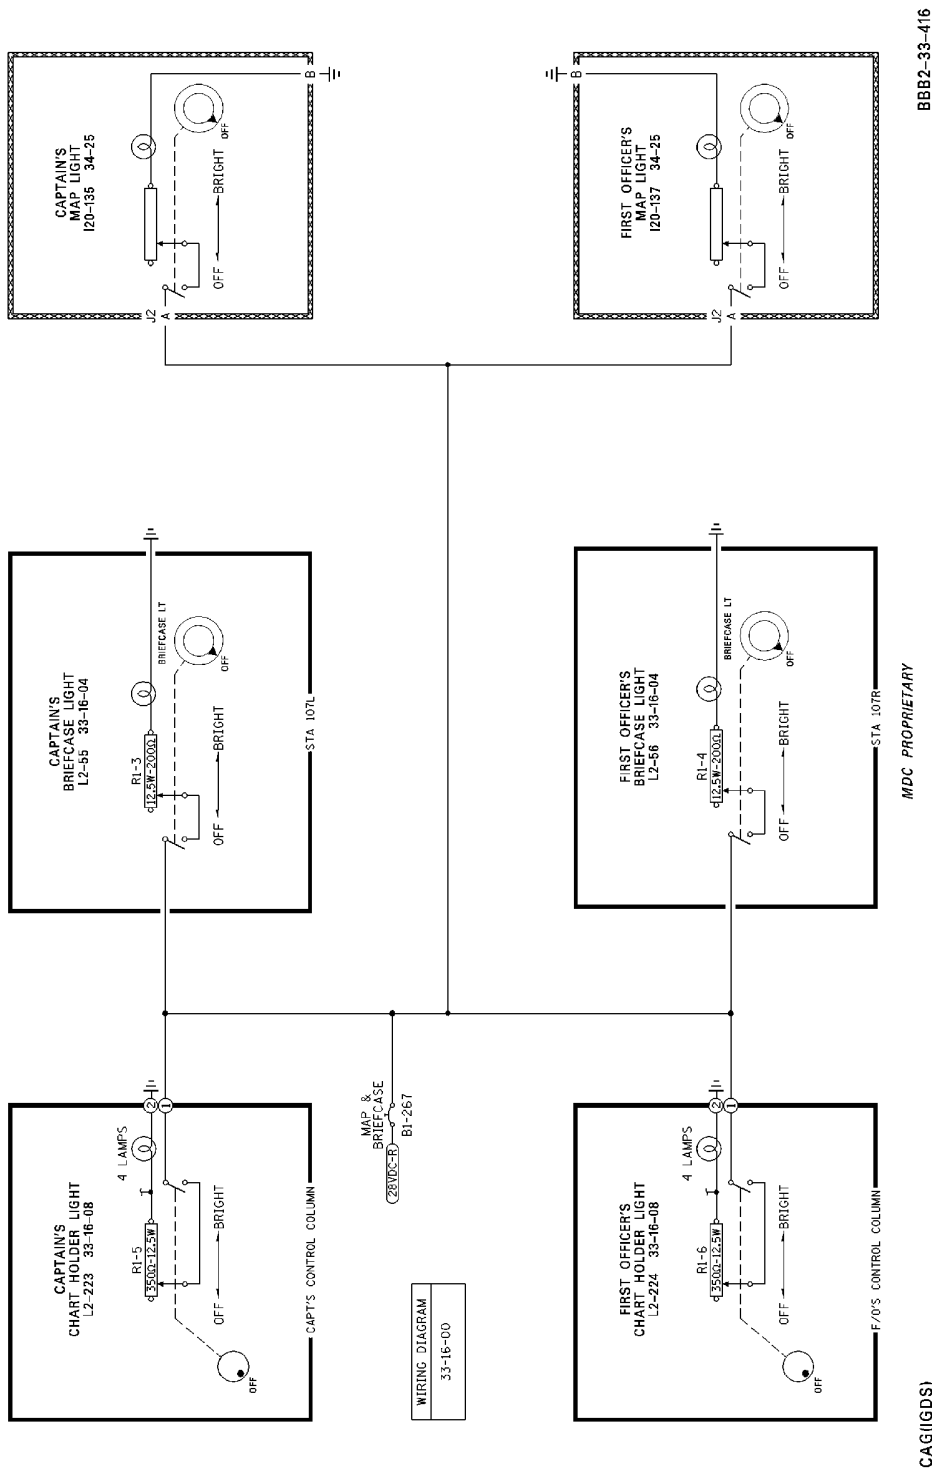 CAPTAIN'S
CHART HOLDER LIGHT
L2-223 33-16-08
R1-5
350Ω-12.5W
4 LAMPS
2
1
OFF
BRIGHT
OFF
CAPT'S CONTROL COLUMN
CAPTAIN'S
BRIEFCASE LIGHT
L2-55 33-16-04
R1-3
12.5W-200Ω
BRIEFCASE LT
OFF
BRIGHT
OFF
STA 107L
CAPTAIN'S
MAP LIGHT
I20-135 34-25
J2
A
B
OFF
BRIGHT
OFF
MAP &
BRIEFCASE
28VDC-R
B1-267
WIRING DIAGRAM
33-16-00
FIRST OFFICER'S
CHART HOLDER LIGHT
L2-224 33-16-08
R1-6
350Ω-12.5W
4 LAMPS
2
1
OFF
BRIGHT
OFF
F/O'S CONTROL COLUMN
FIRST OFFICER'S
BRIEFCASE LIGHT
L2-56 33-16-04
R1-4
12.5W-200Ω
BRIEFCASE LT
OFF
BRIGHT
OFF
STA 107R
FIRST OFFICER'S
MAP LIGHT
I20-137 34-25
J2
A
B
OFF
BRIGHT
OFF
MDC PROPRIETARY
CAG(IGDS)
BBB2-33-416